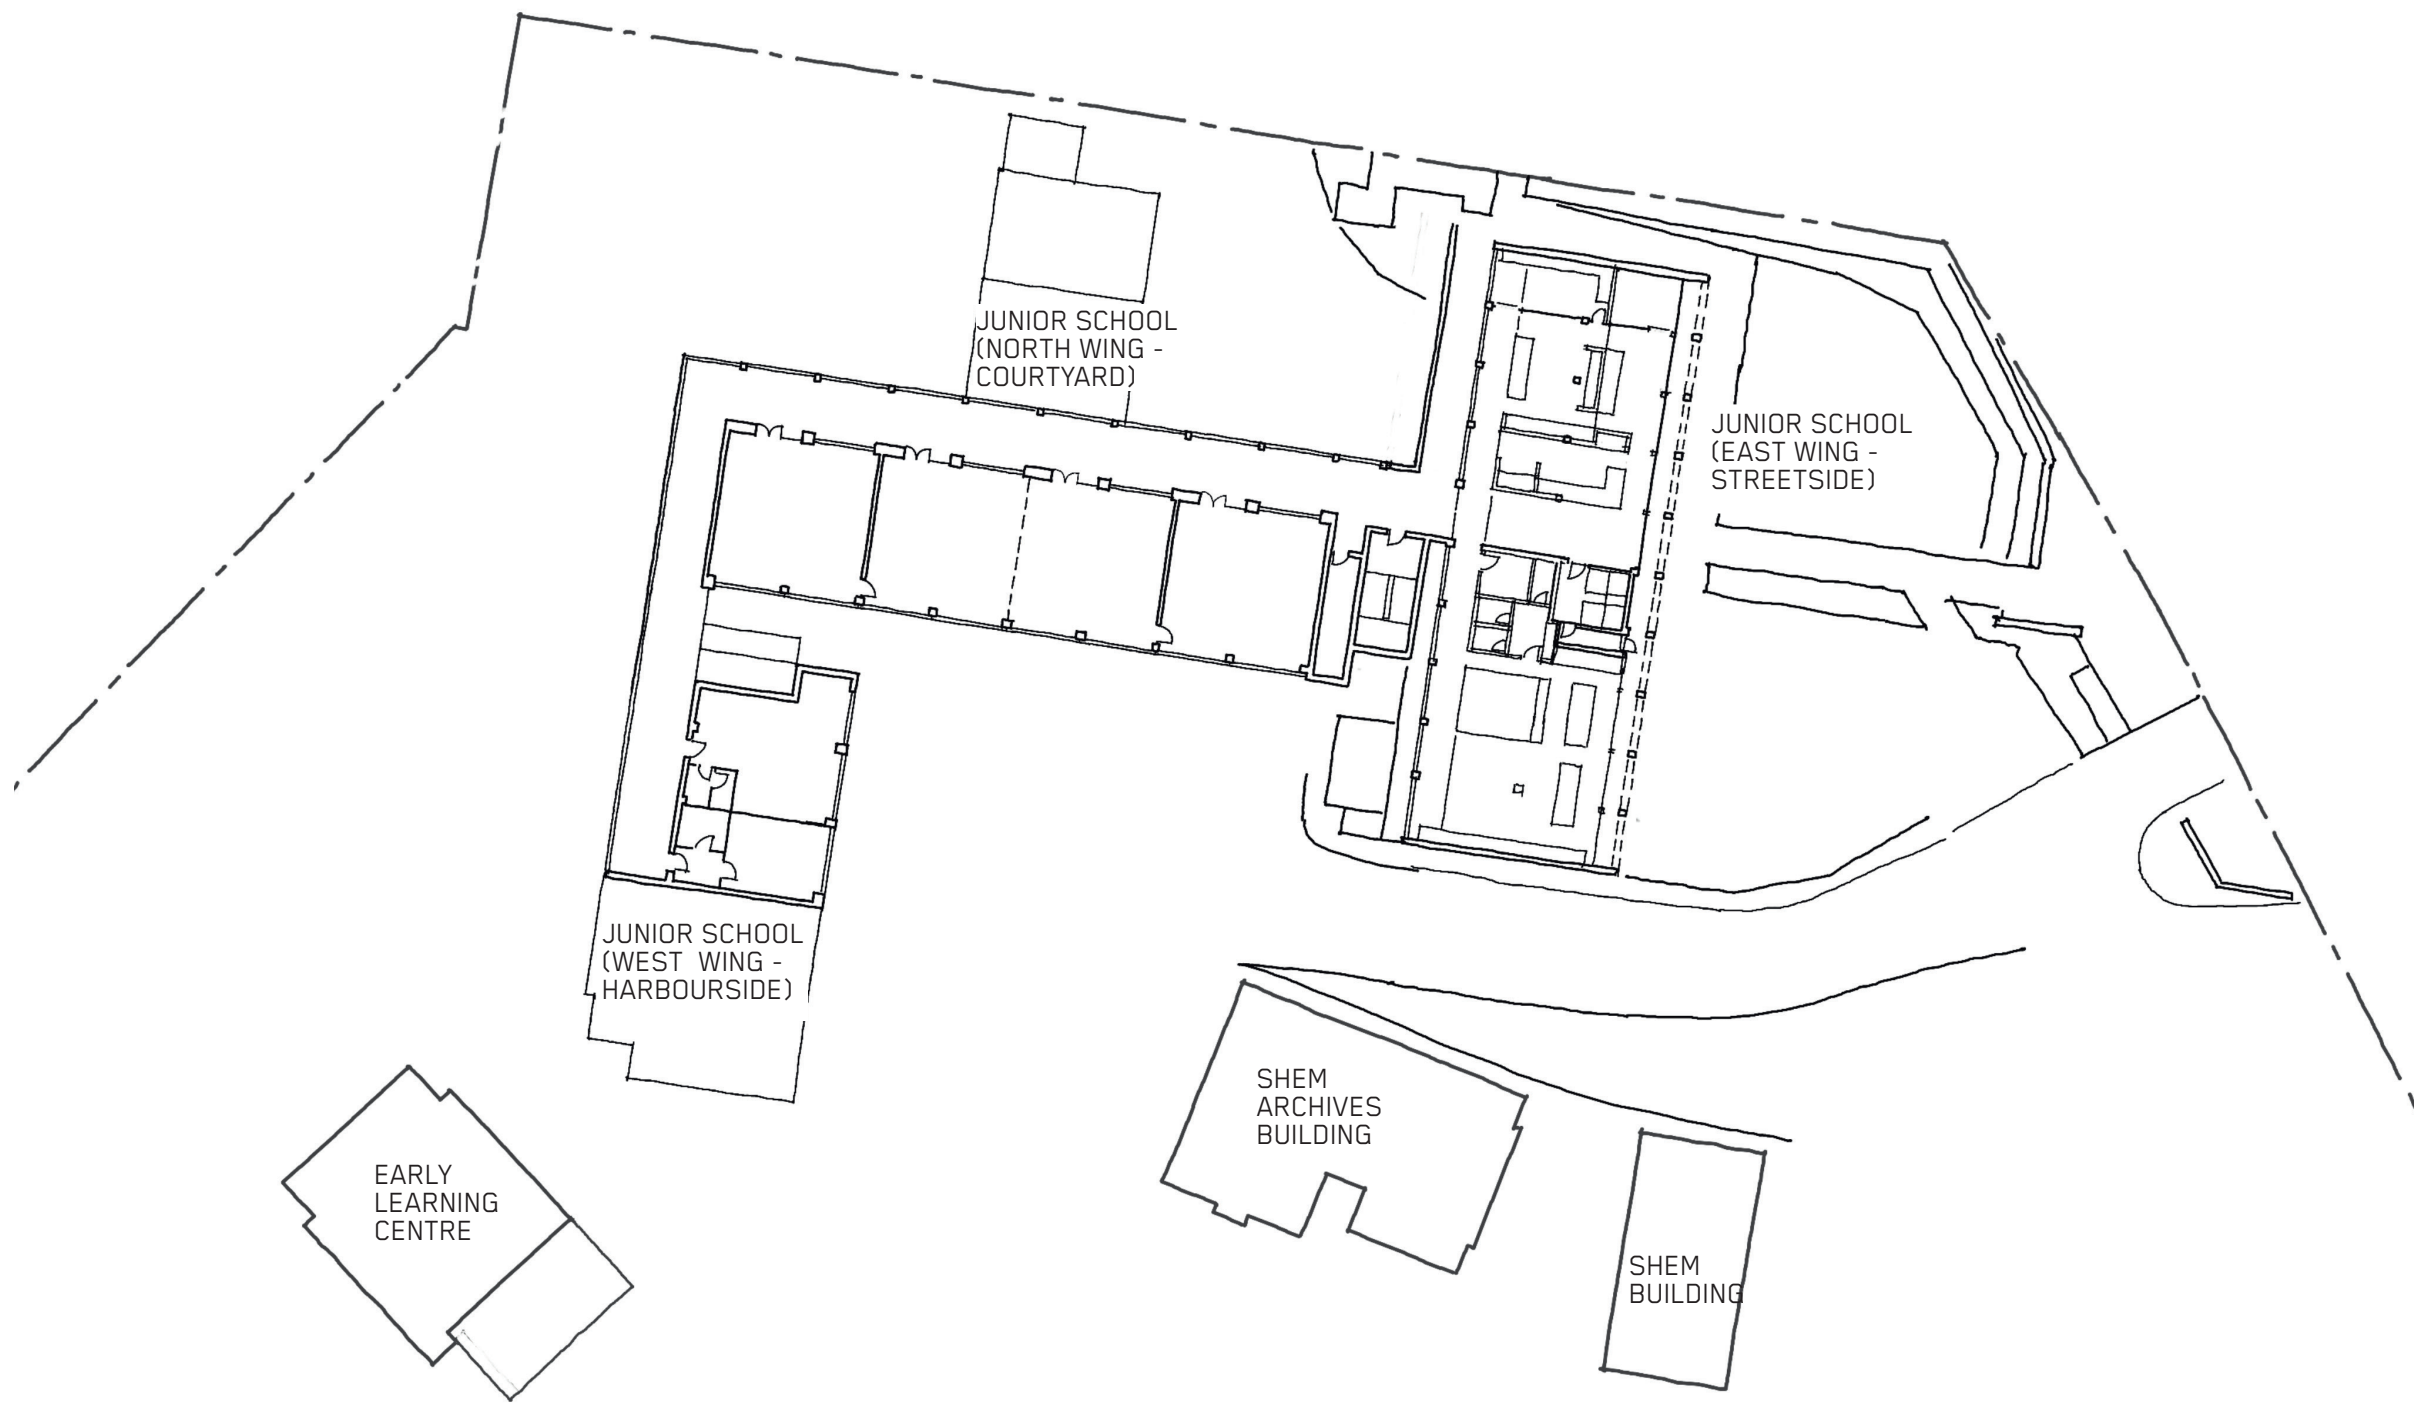 JUNIOR SCHOOL
(NORTH WING -
COURTYARD)
JUNIOR SCHOOL
(EAST WING -
STREETSIDE)
JUNIOR SCHOOL
(WEST WING -
HARBOURSIDE)
SHEM
ARCHIVES
BUILDING
EARLY
LEARNING
CENTRE
SHEM
BUILDING